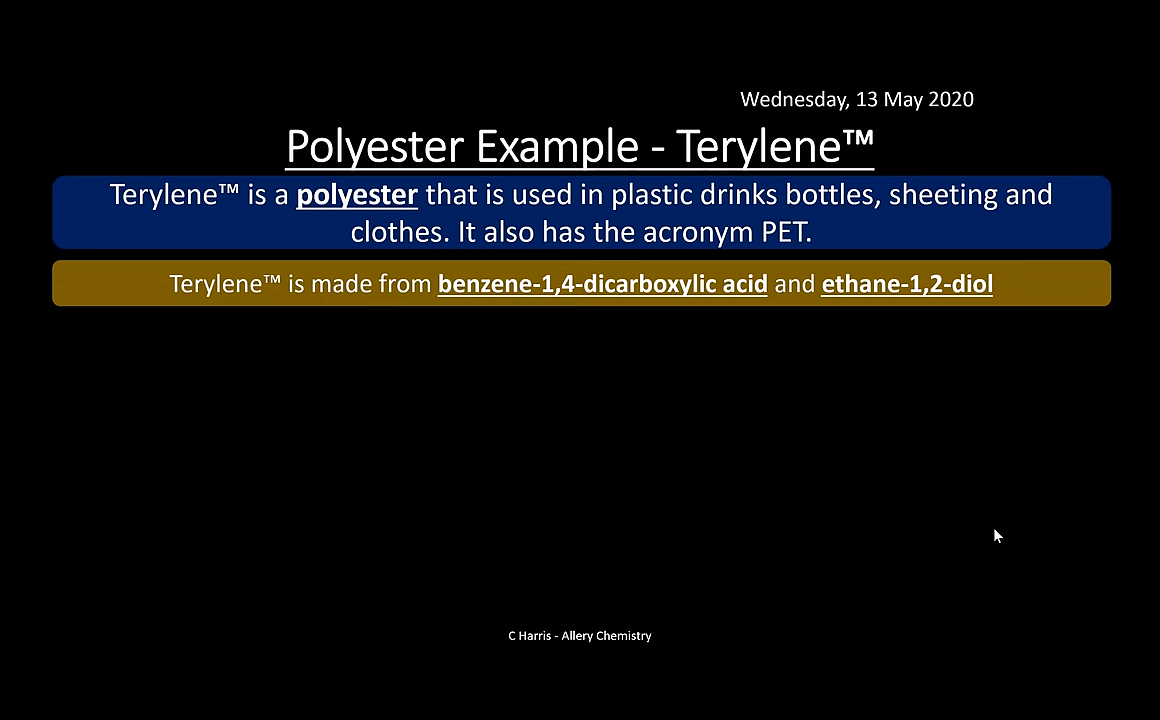 Wednesday, 13 May 2020
Polyester Example - Terylene™
Terylene™ is a polyester that is used in plastic drinks bottles, sheeting and
clothes. It also has the acronym PET.
Terylene™ is made from benzene-1,4-dicarboxylic acid and ethane-1,2-diol
C Harris - Allery Chemistry